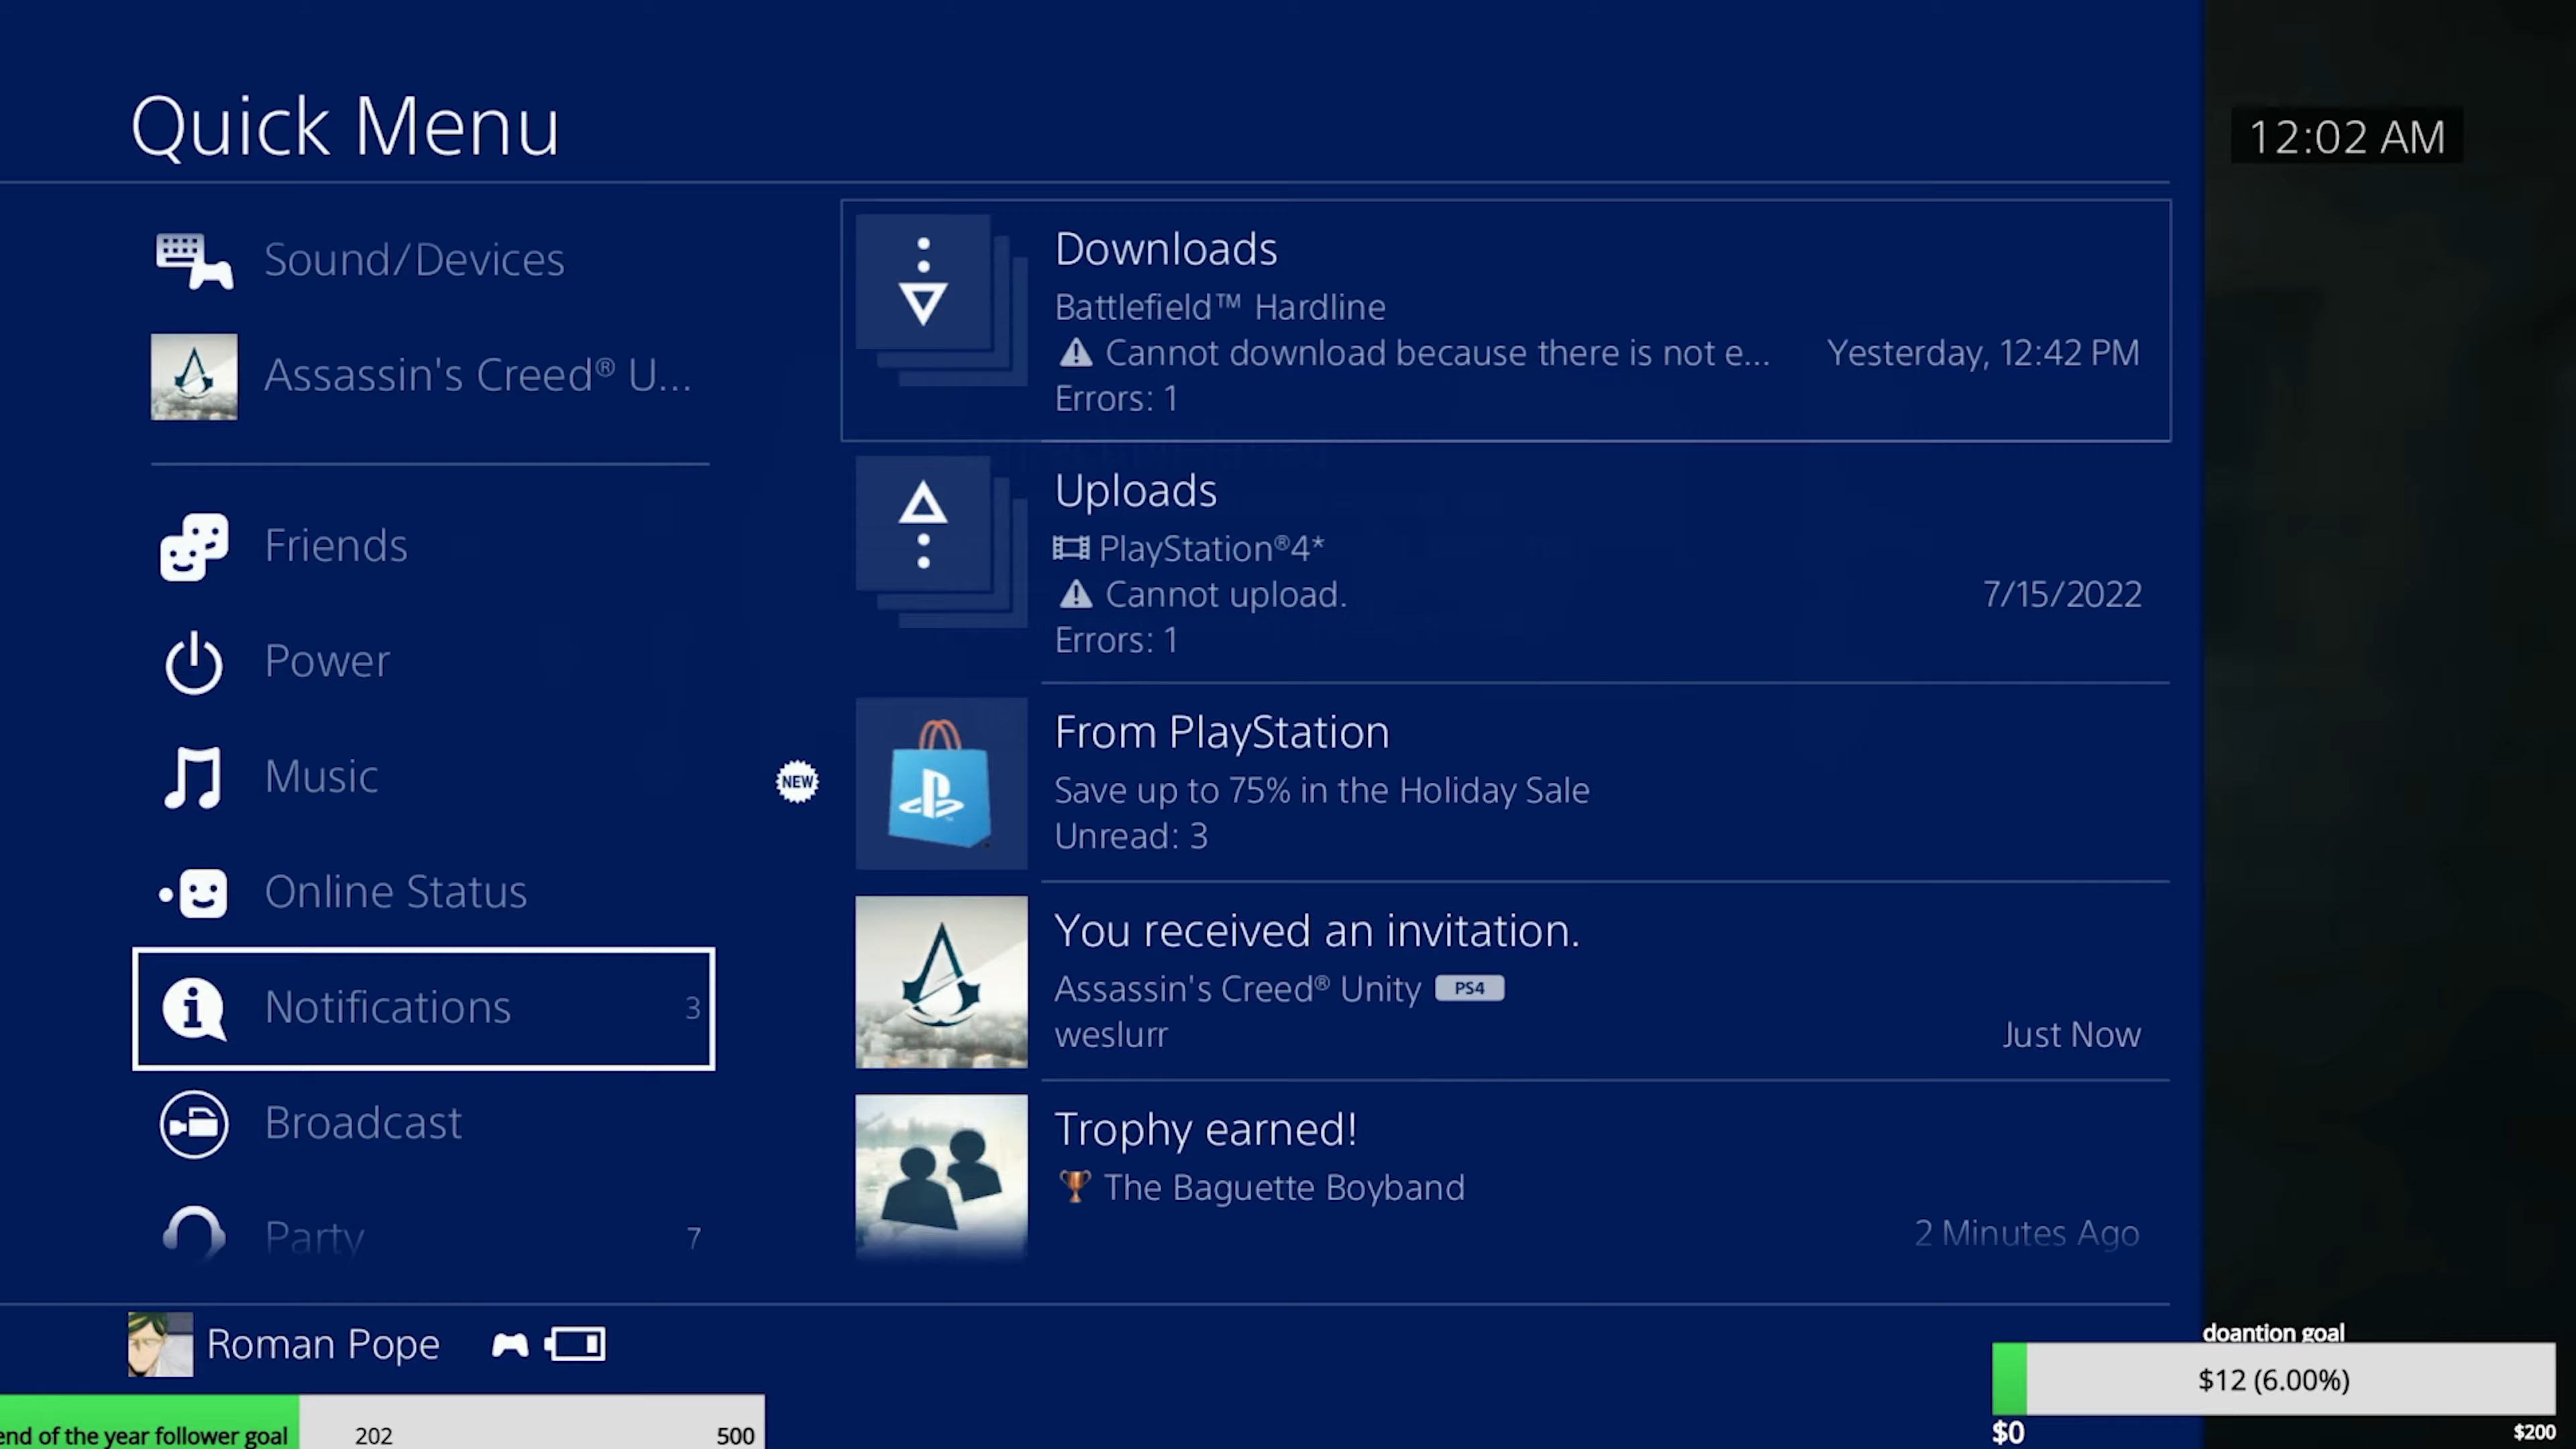 Quick Menu
12:02 AM
Sound/Devices
Assassin's Creed® U...
Friends
Power
Music
Online Status
Notifications 3
Broadcast
Party 7
Downloads
Battlefield™ Hardline
Cannot download because there is not e... Yesterday, 12:42 PM
Errors: 1
Uploads
PlayStation®4*
Cannot upload. 7/15/2022
Errors: 1
NEW
From PlayStation
Save up to 75% in the Holiday Sale
Unread: 3
You received an invitation.
Assassin's Creed® Unity PS4
weslurr Just Now
Trophy earned!
The Baguette Boyband
2 Minutes Ago
Roman Pope
end of the year follower goal 202 500
doantion goal
$12 (6.00%)
$0 $200